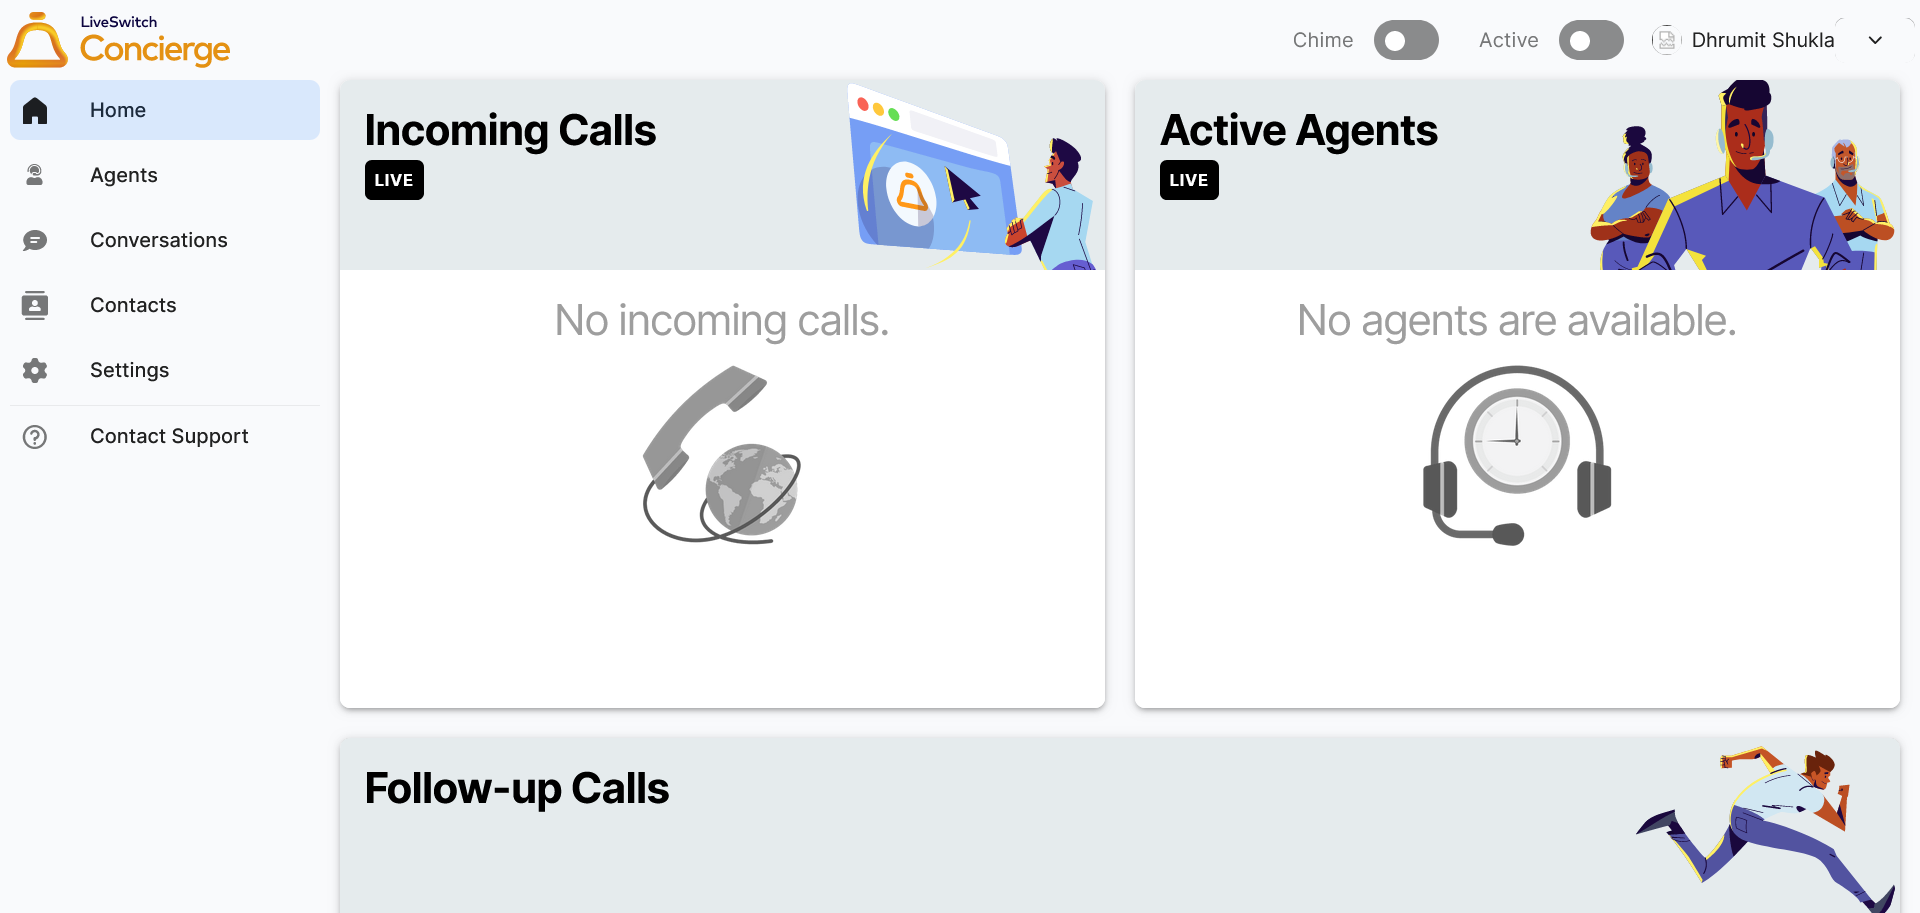 LiveSwitch
Concierge
Chime
Active
Dhrumit Shukla
Home
Agents
Conversations
Contacts
Settings
Contact Support
Incoming Calls
LIVE
No incoming calls.
Active Agents
LIVE
No agents are available.
Follow-up Calls